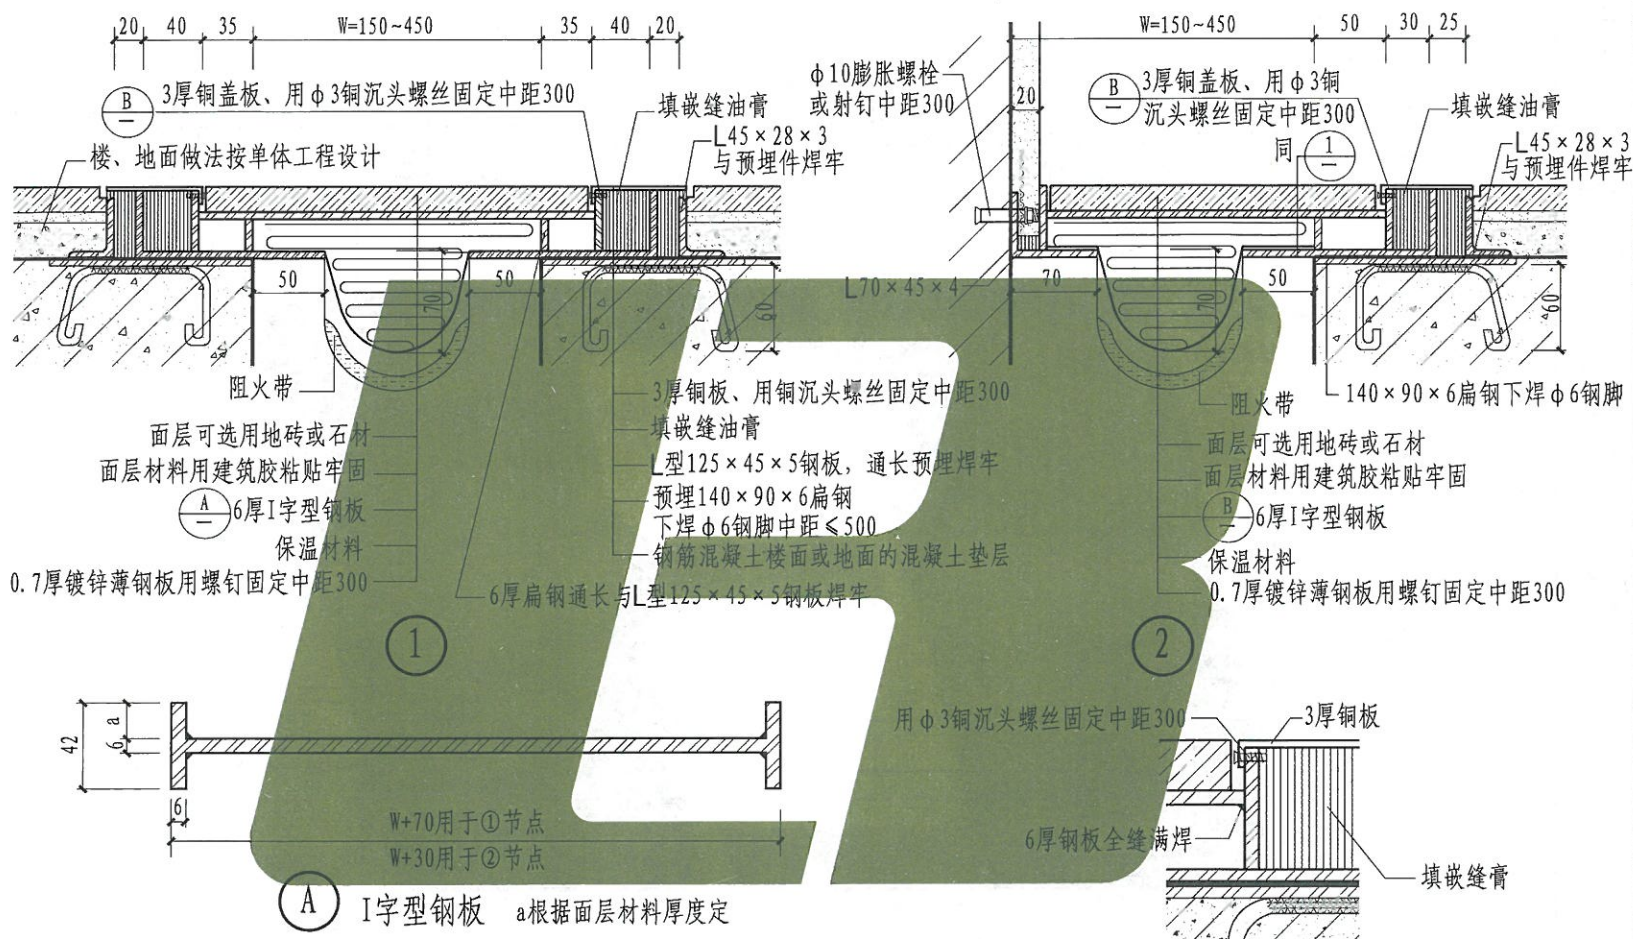 20 40 35 W=150~450 35 40 20
B
3厚铜盖板、用φ3铜沉头螺丝固定中距300
填嵌缝油膏
L45×28×3
与预埋件焊牢
楼、地面做法按单体工程设计
50
70
50
60
阻火带
3厚铜板、用铜沉头螺丝固定中距300
填嵌缝油膏
L型125×45×5钢板，通长预埋焊牢
预埋140×90×6扁钢
下焊φ6钢脚中距≤500
钢筋混凝土楼面或地面的混凝土垫层
6厚扁钢通长与L型125×45×5钢板焊牢
面层可选用地砖或石材
面层材料用建筑胶粘贴牢固
A
6厚I字型钢板
保温材料
0.7厚镀锌薄钢板用螺钉固定中距300
1
W=150~450 50 30 25
φ10膨胀螺栓
或射钉中距300
20
B
3厚铜盖板、用φ3铜
沉头螺丝固定中距300
同 1
填嵌缝油膏
L45×28×3
与预埋件焊牢
L70×45×4
70
70
50
60
阻火带
140×90×6扁钢下焊φ6钢脚
面层可选用地砖或石材
面层材料用建筑胶粘贴牢固
B
6厚I字型钢板
保温材料
0.7厚镀锌薄钢板用螺钉固定中距300
2
42
a
6
6
W+70用于①节点
W+30用于②节点
A
I字型钢板 a根据面层材料厚度定
用φ3铜沉头螺丝固定中距300
3厚铜板
6厚钢板全缝满焊
填嵌缝膏